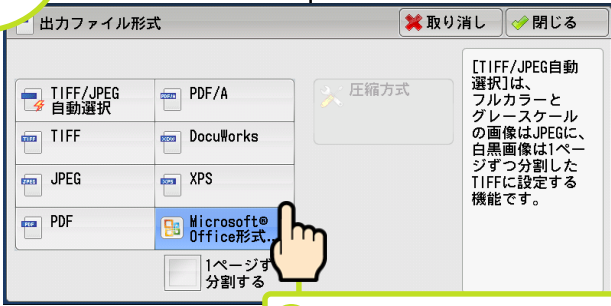 出力ファイル形式
取り消し
閉じる
TIFF/JPEG
自動選択
TIFF
JPEG
PDF
PDF/A
DocuWorks
XPS
Microsoft®
Office形式...
1ページず
分割する
圧縮方式
[TIFF/JPEG自動
選択]は、
フルカラーと
グレースケール
の画像はJPEGに、
白黒画像は1ペー
ジずつ分割した
TIFFに設定する
機能です。